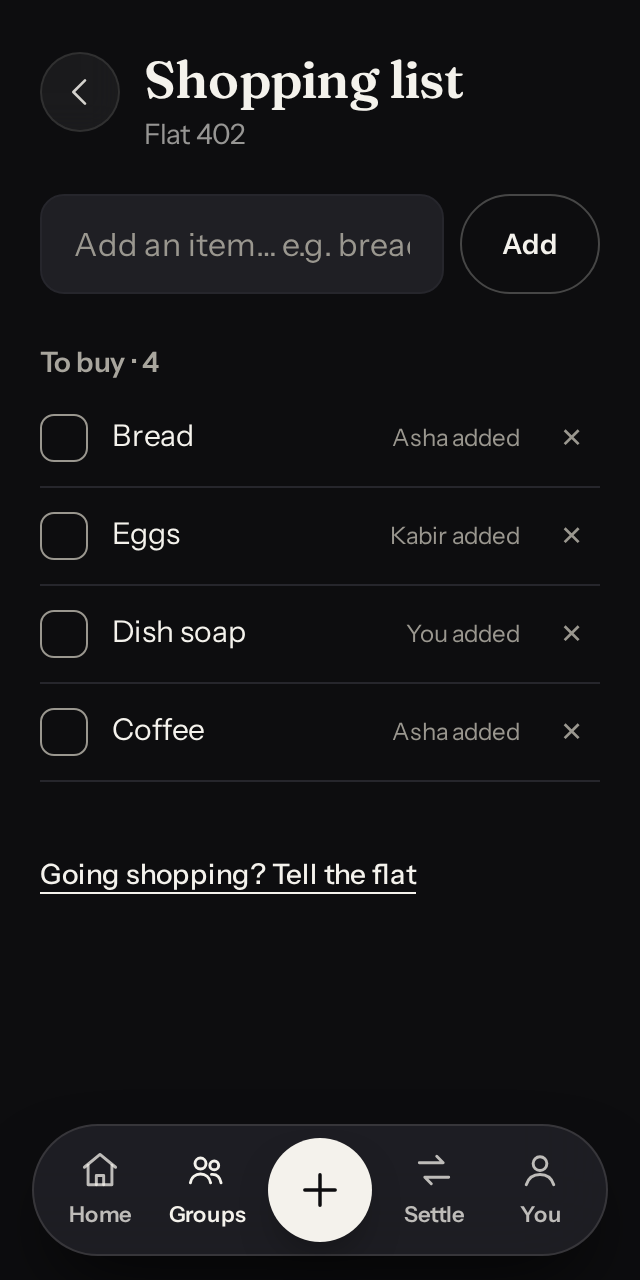 Shopping list
Flat 402
Add an item... e.g. bread
Add
To buy · 4
Bread Asha added ×
Eggs Kabir added ×
Dish soap You added ×
Coffee Asha added ×
Going shopping? Tell the flat
Home Groups + Settle You